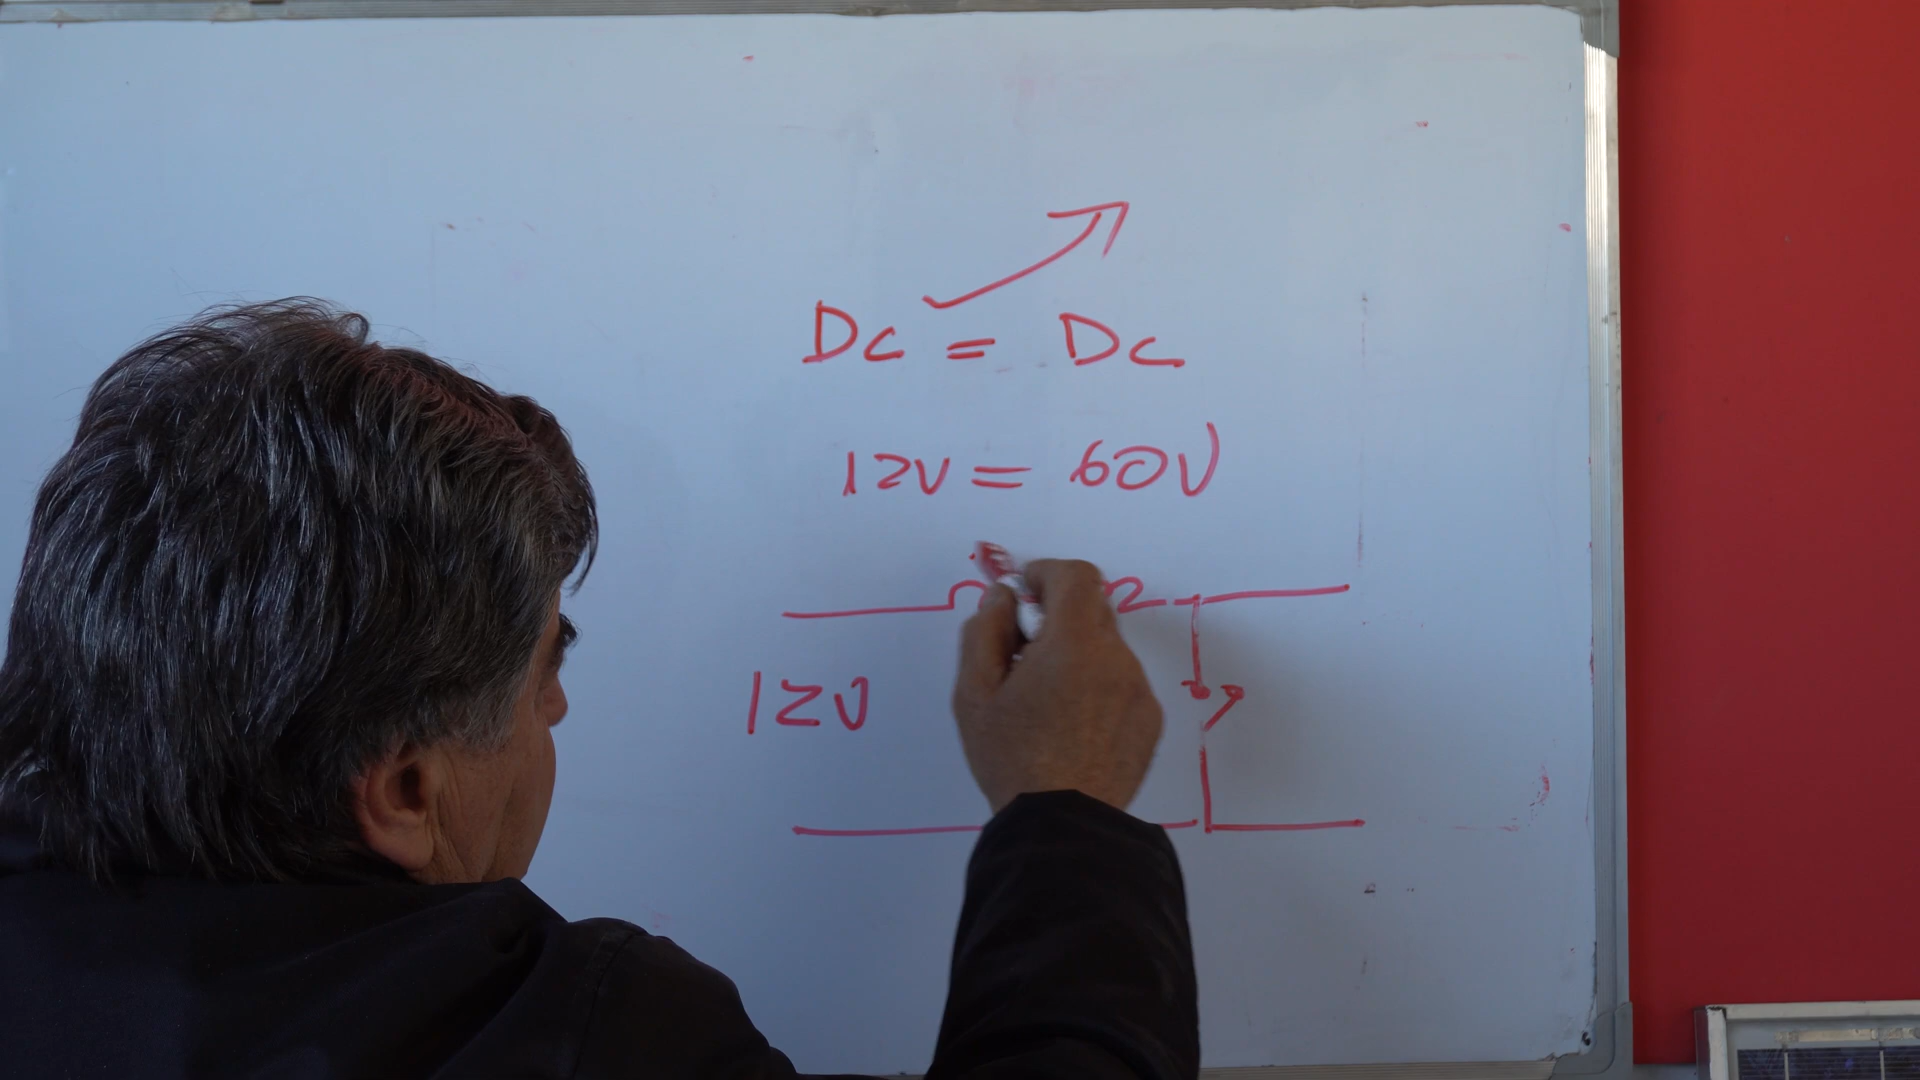 DC = DC
12V = 60V
12V